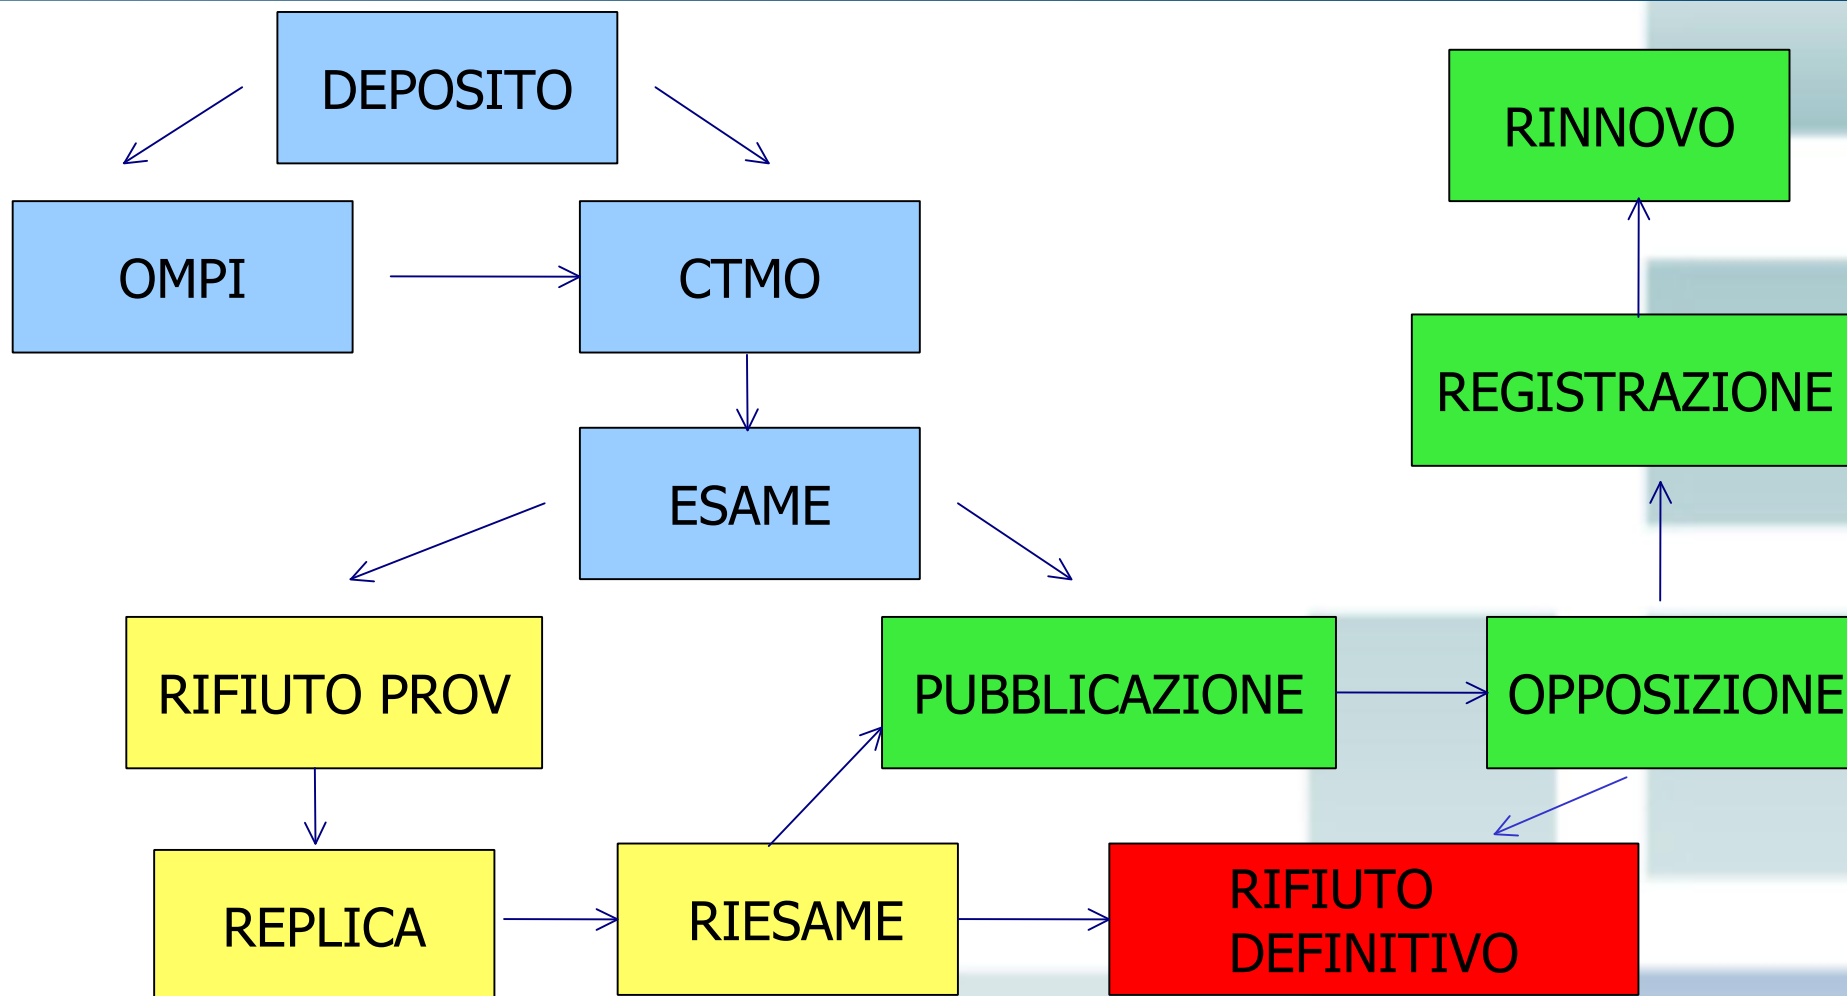 DEPOSITO
RINNOVO
OMPI
CTMO
REGISTRAZIONE
ESAME
RIFIUTO PROV
PUBBLICAZIONE
OPPOSIZIONE
REPLICA
RIESAME
RIFIUTO
DEFINITIVO